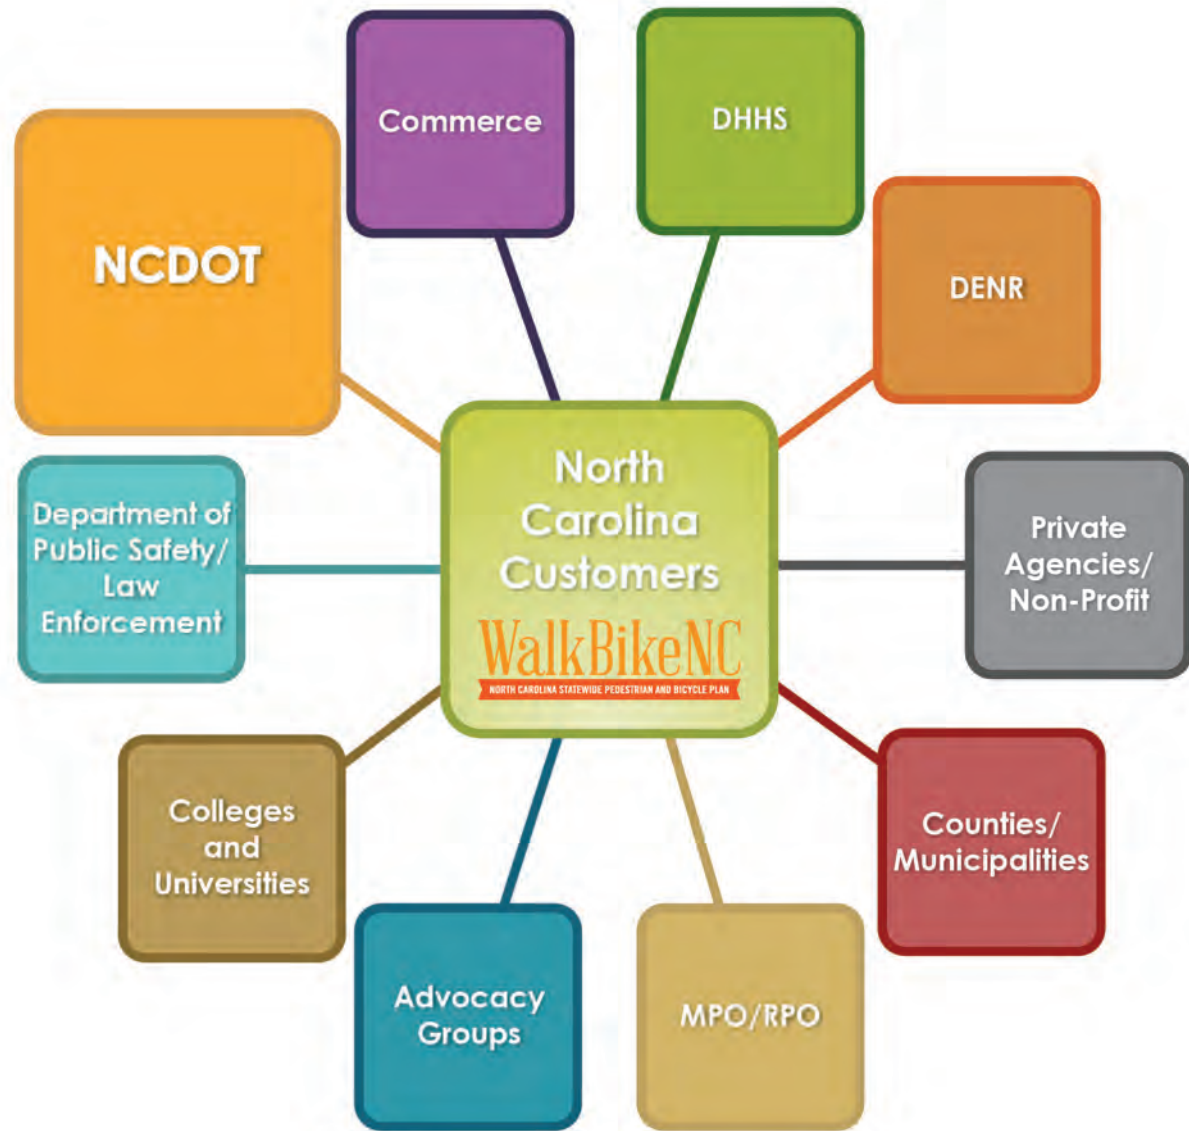 Commerce
DHHS
NCDOT
DENR
North
Carolina
Customers
WalkBikeNC
NORTH CAROLINA STATEWIDE PEDESTRIAN AND BICYCLE PLAN
Department of
Public Safety/
Law
Enforcement
Private
Agencies/
Non-Profit
Colleges
and
Universities
Counties/
Municipalities
Advocacy
Groups
MPO/RPO